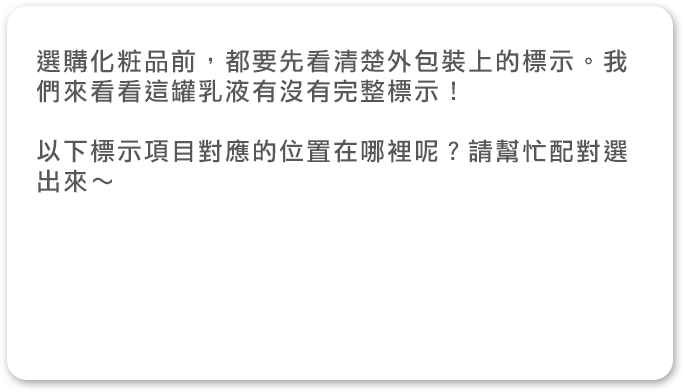 選購化粧品前，都要先看清楚外包裝上的標示。我
們來看看這罐乳液有沒有完整標示！
以下標示項目對應的位置在哪裡呢？請幫忙配對選
出來～